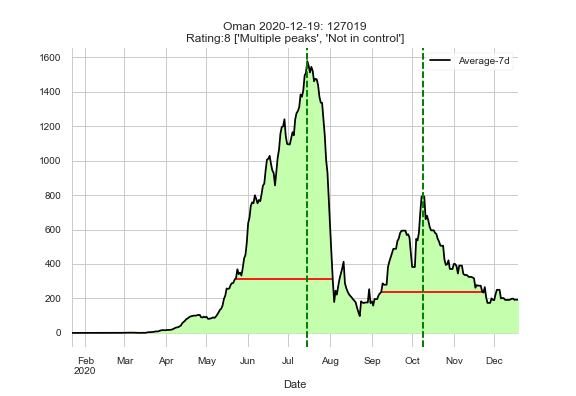 Oman 2020-12-19: 127019
Rating:8 ['Multiple peaks', 'Not in control']
Average-7d
1600
1400
1200
1000
800
600
400
200
0
Feb Mar Apr May Jun Jul Aug Sep Oct Nov Dec
2020
Date